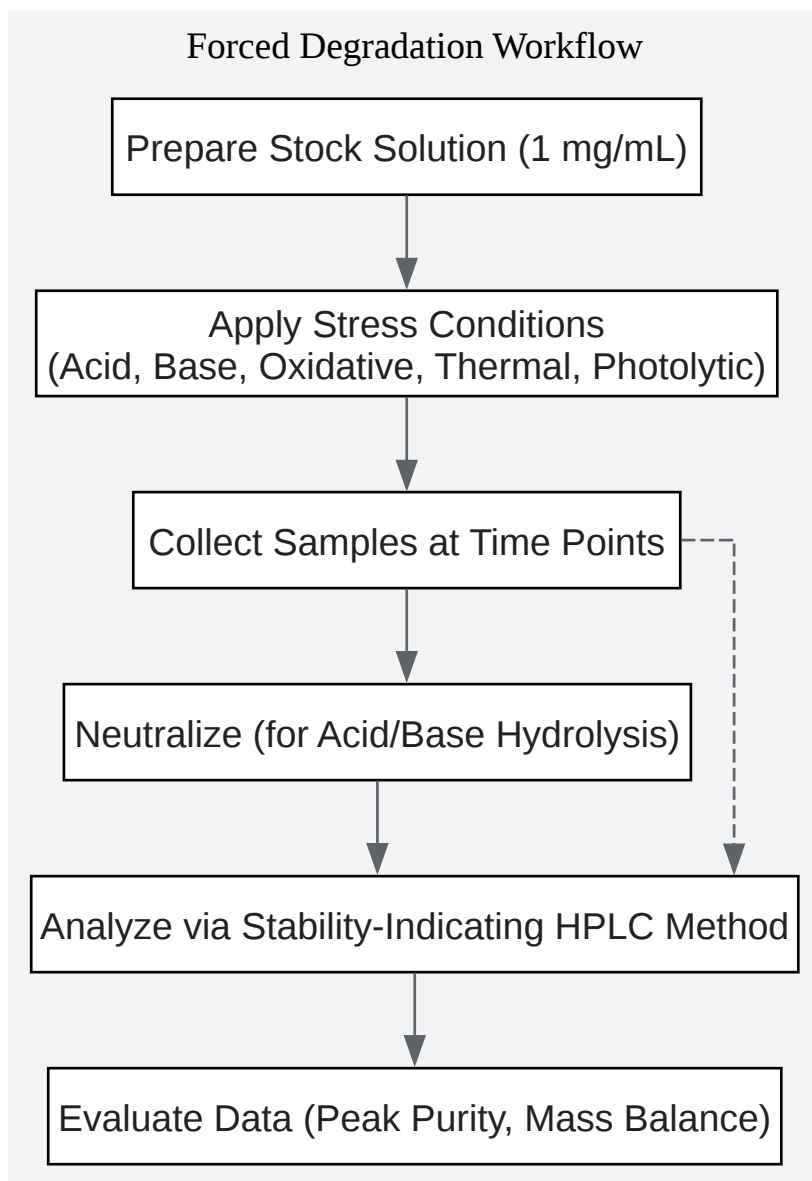 Forced Degradation Workflow
Prepare Stock Solution (1 mg/mL)
Apply Stress Conditions
(Acid, Base, Oxidative, Thermal, Photolytic)
Collect Samples at Time Points
Neutralize (for Acid/Base Hydrolysis)
Analyze via Stability-Indicating HPLC Method
Evaluate Data (Peak Purity, Mass Balance)